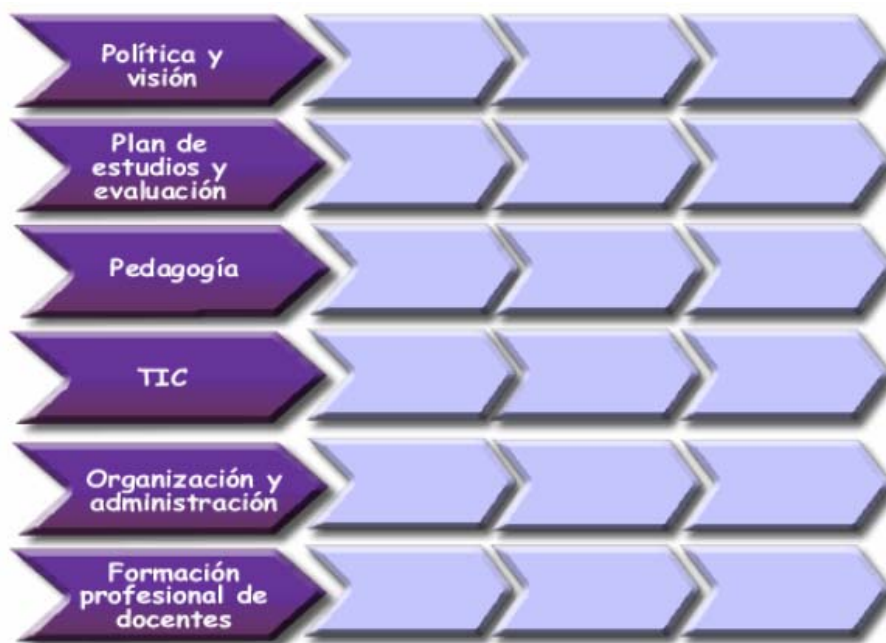 Política y
visión
Plan de
estudios y
evaluación
Pedagogía
TIC
Organización y
administración
Formación
profesional de
docentes